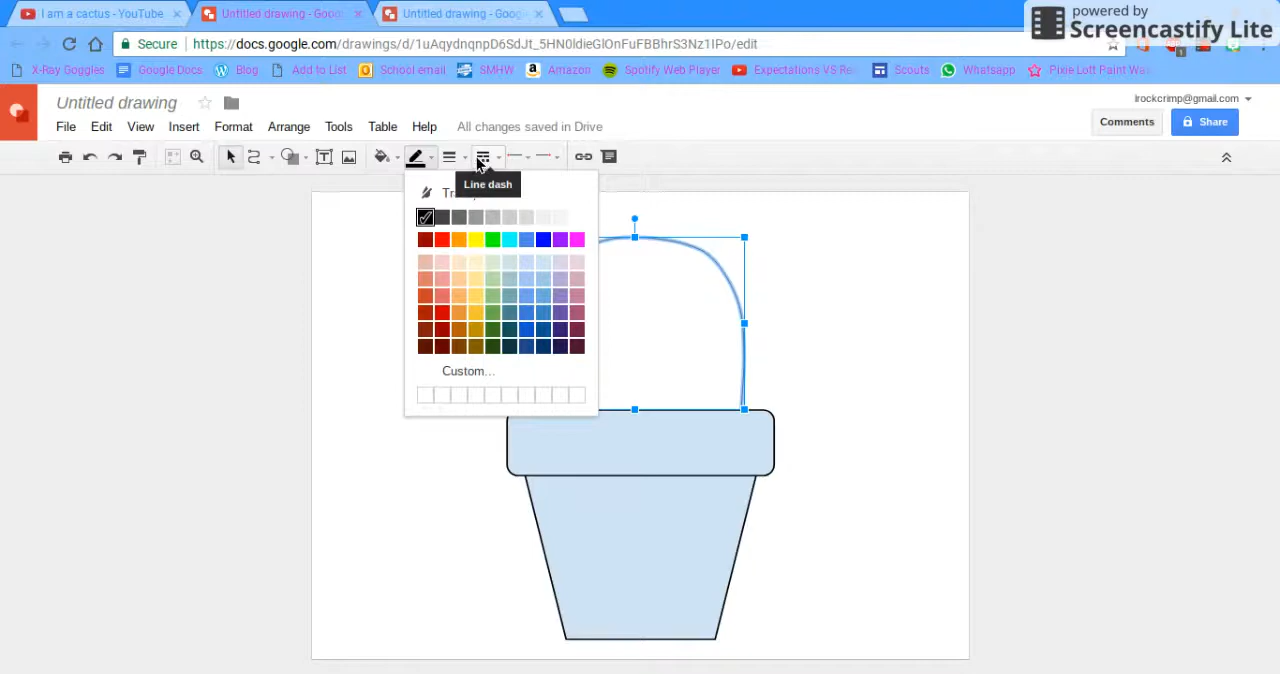 I am a cactus - YouTube
Untitled drawing - Goo
Untitled drawing - Goog
powered by
Screencastify Lite
Secure
https://docs.google.com/drawings/d/1uAqydnqnpD6SdJt_5HN0ldieGlOnFuFBBhrS3Nz1IPo/edit
X-Ray Goggles
Google Docs
Blog
Add to List
School email
SMHW
Amazon
Spotify Web Player
Expectations VS Re
Scouts
Whatsapp
Pixie Lott Paint Wa
Untitled drawing
irockcrimp@gmail.com
File Edit View Insert Format Arrange Tools Table Help All changes saved in Drive
Comments
Share
Line dash
Custom...